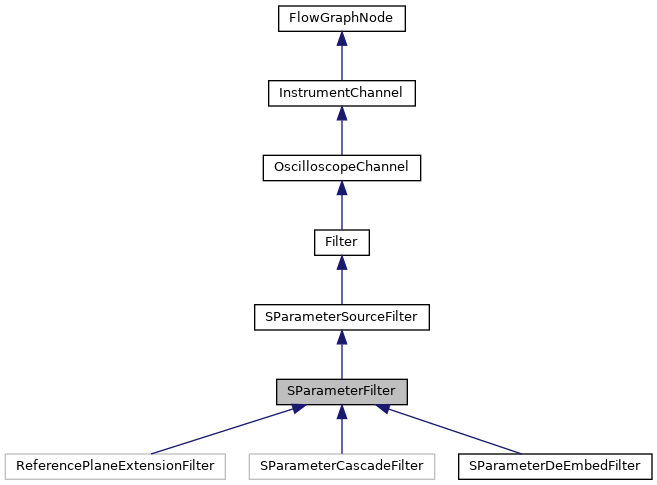 FlowGraphNode
InstrumentChannel
OscilloscopeChannel
Filter
SParameterSourceFilter
SParameterFilter
ReferencePlaneExtensionFilter
SParameterCascadeFilter
SParameterDeEmbedFilter